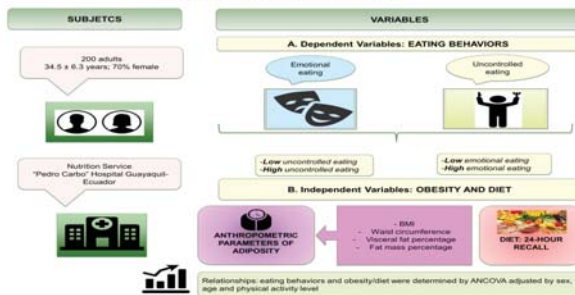 SUBJETCS
200 adults
34.5 ± 6.3 years; 70% female
Nutrition Service
"Pedro Carbo" Hospital Guayaquil-
Ecuador
VARIABLES
A. Dependent Variables: EATING BEHAVIORS
Emotional
eating
Uncontrolled
eating
-Low uncontrolled eating
-High uncontrolled eating
-Low emotional eating
-High emotional eating
B. Independent Variables: OBESITY AND DIET
ANTHROPOMETRIC
PARAMETERS OF
ADIPOSITY
- BMI
- Waist circumference
- Visceral fat percentage
- Fat mass percentage
DIET: 24-HOUR
RECALL
Relationships: eating behaviors and obesity/diet were determined by ANCOVA adjusted by sex,
age and physical activity level